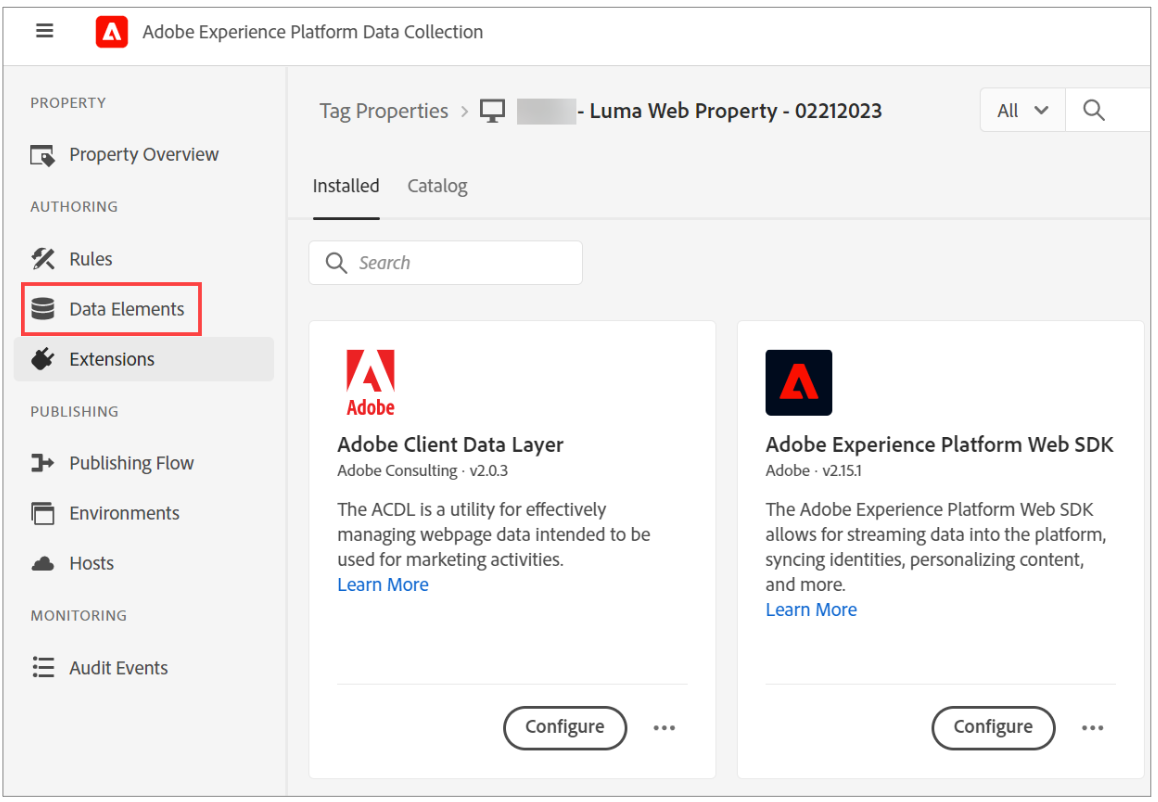 Adobe Experience Platform Data Collection
PROPERTY
Property Overview
AUTHORING
Rules
Data Elements
Extensions
PUBLISHING
Publishing Flow
Environments
Hosts
MONITORING
Audit Events
Tag Properties > - Luma Web Property - 02212023
All
Installed Catalog
Search
Adobe
Adobe Client Data Layer
Adobe Consulting · v2.0.3
The ACDL is a utility for effectively
managing webpage data intended to be
used for marketing activities.
Learn More
Configure
Adobe Experience Platform Web SDK
Adobe · v2.15.1
The Adobe Experience Platform Web SDK
allows for streaming data into the platform,
syncing identities, personalizing content,
and more.
Learn More
Configure